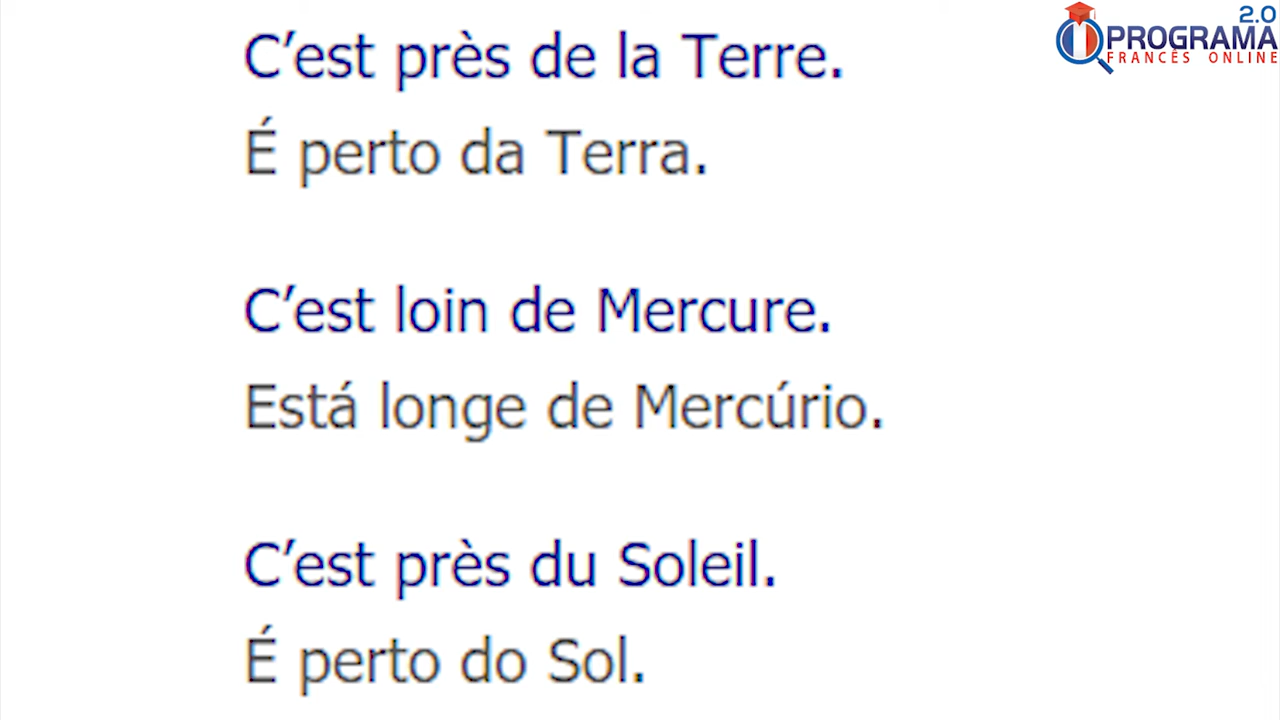 2.0
PROGRAMA
FRANCÊS ONLINE
C’est près de la Terre.
É perto da Terra.
C’est loin de Mercure.
Está longe de Mercúrio.
C’est près du Soleil.
É perto do Sol.